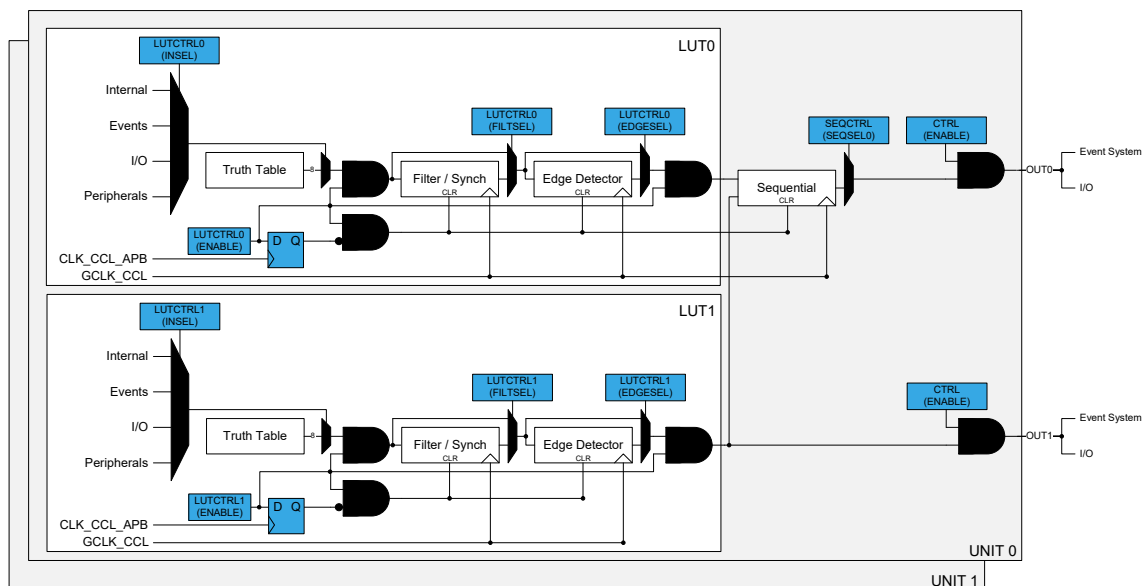 LUTCTRL0
(INSEL)
LUT0
Internal
Events
I/O
Peripherals
Truth Table
8
LUTCTRL0
(FILTSEL)
LUTCTRL0
(EDGESEL)
Filter / Synch
CLR
Edge Detector
CLR
SEQCTRL
(SEQSEL0)
Sequential
CLR
CTRL
(ENABLE)
OUT0
Event System
I/O
LUTCTRL0
(ENABLE)
D Q
CLK_CCL_APB
GCLK_CCL
LUTCTRL1
(INSEL)
LUT1
Internal
Events
I/O
Peripherals
Truth Table
8
LUTCTRL1
(FILTSEL)
LUTCTRL1
(EDGESEL)
Filter / Synch
CLR
Edge Detector
CLR
CTRL
(ENABLE)
OUT1
Event System
I/O
LUTCTRL1
(ENABLE)
D Q
CLK_CCL_APB
GCLK_CCL
UNIT 0
UNIT 1